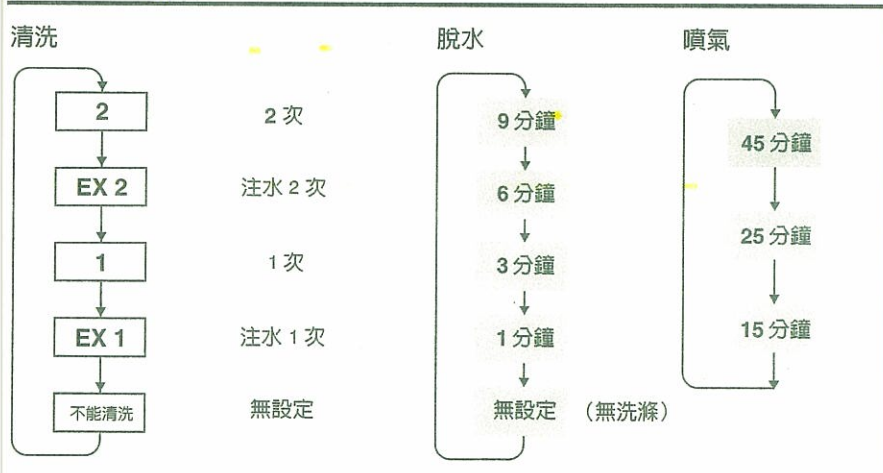 清洗
2 2 次
EX 2 注水 2 次
1 1 次
EX 1 注水 1 次
不能清洗 無設定
脫水
9 分鐘
6 分鐘
3 分鐘
1 分鐘
無設定 (無洗滌)
噴氣
45 分鐘
25 分鐘
15 分鐘